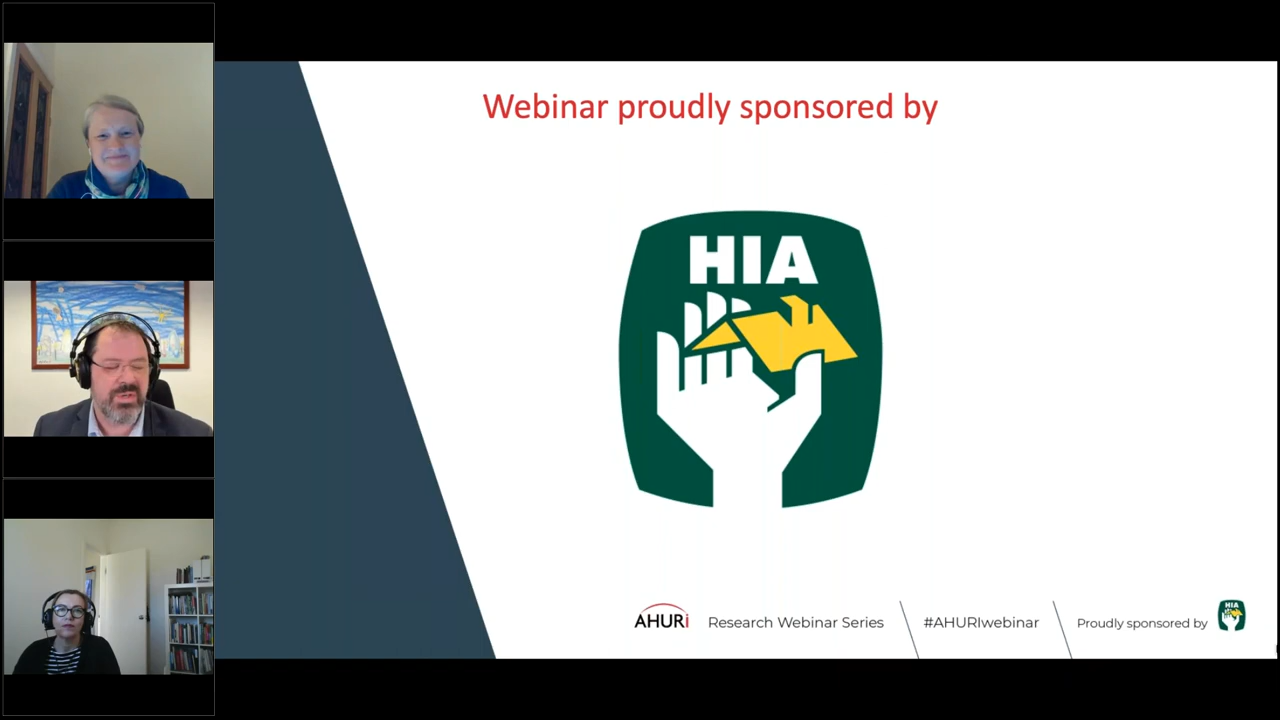 Webinar proudly sponsored by
HIA
AHURI Research Webinar Series #AHURIwebinar Proudly sponsored by HIA